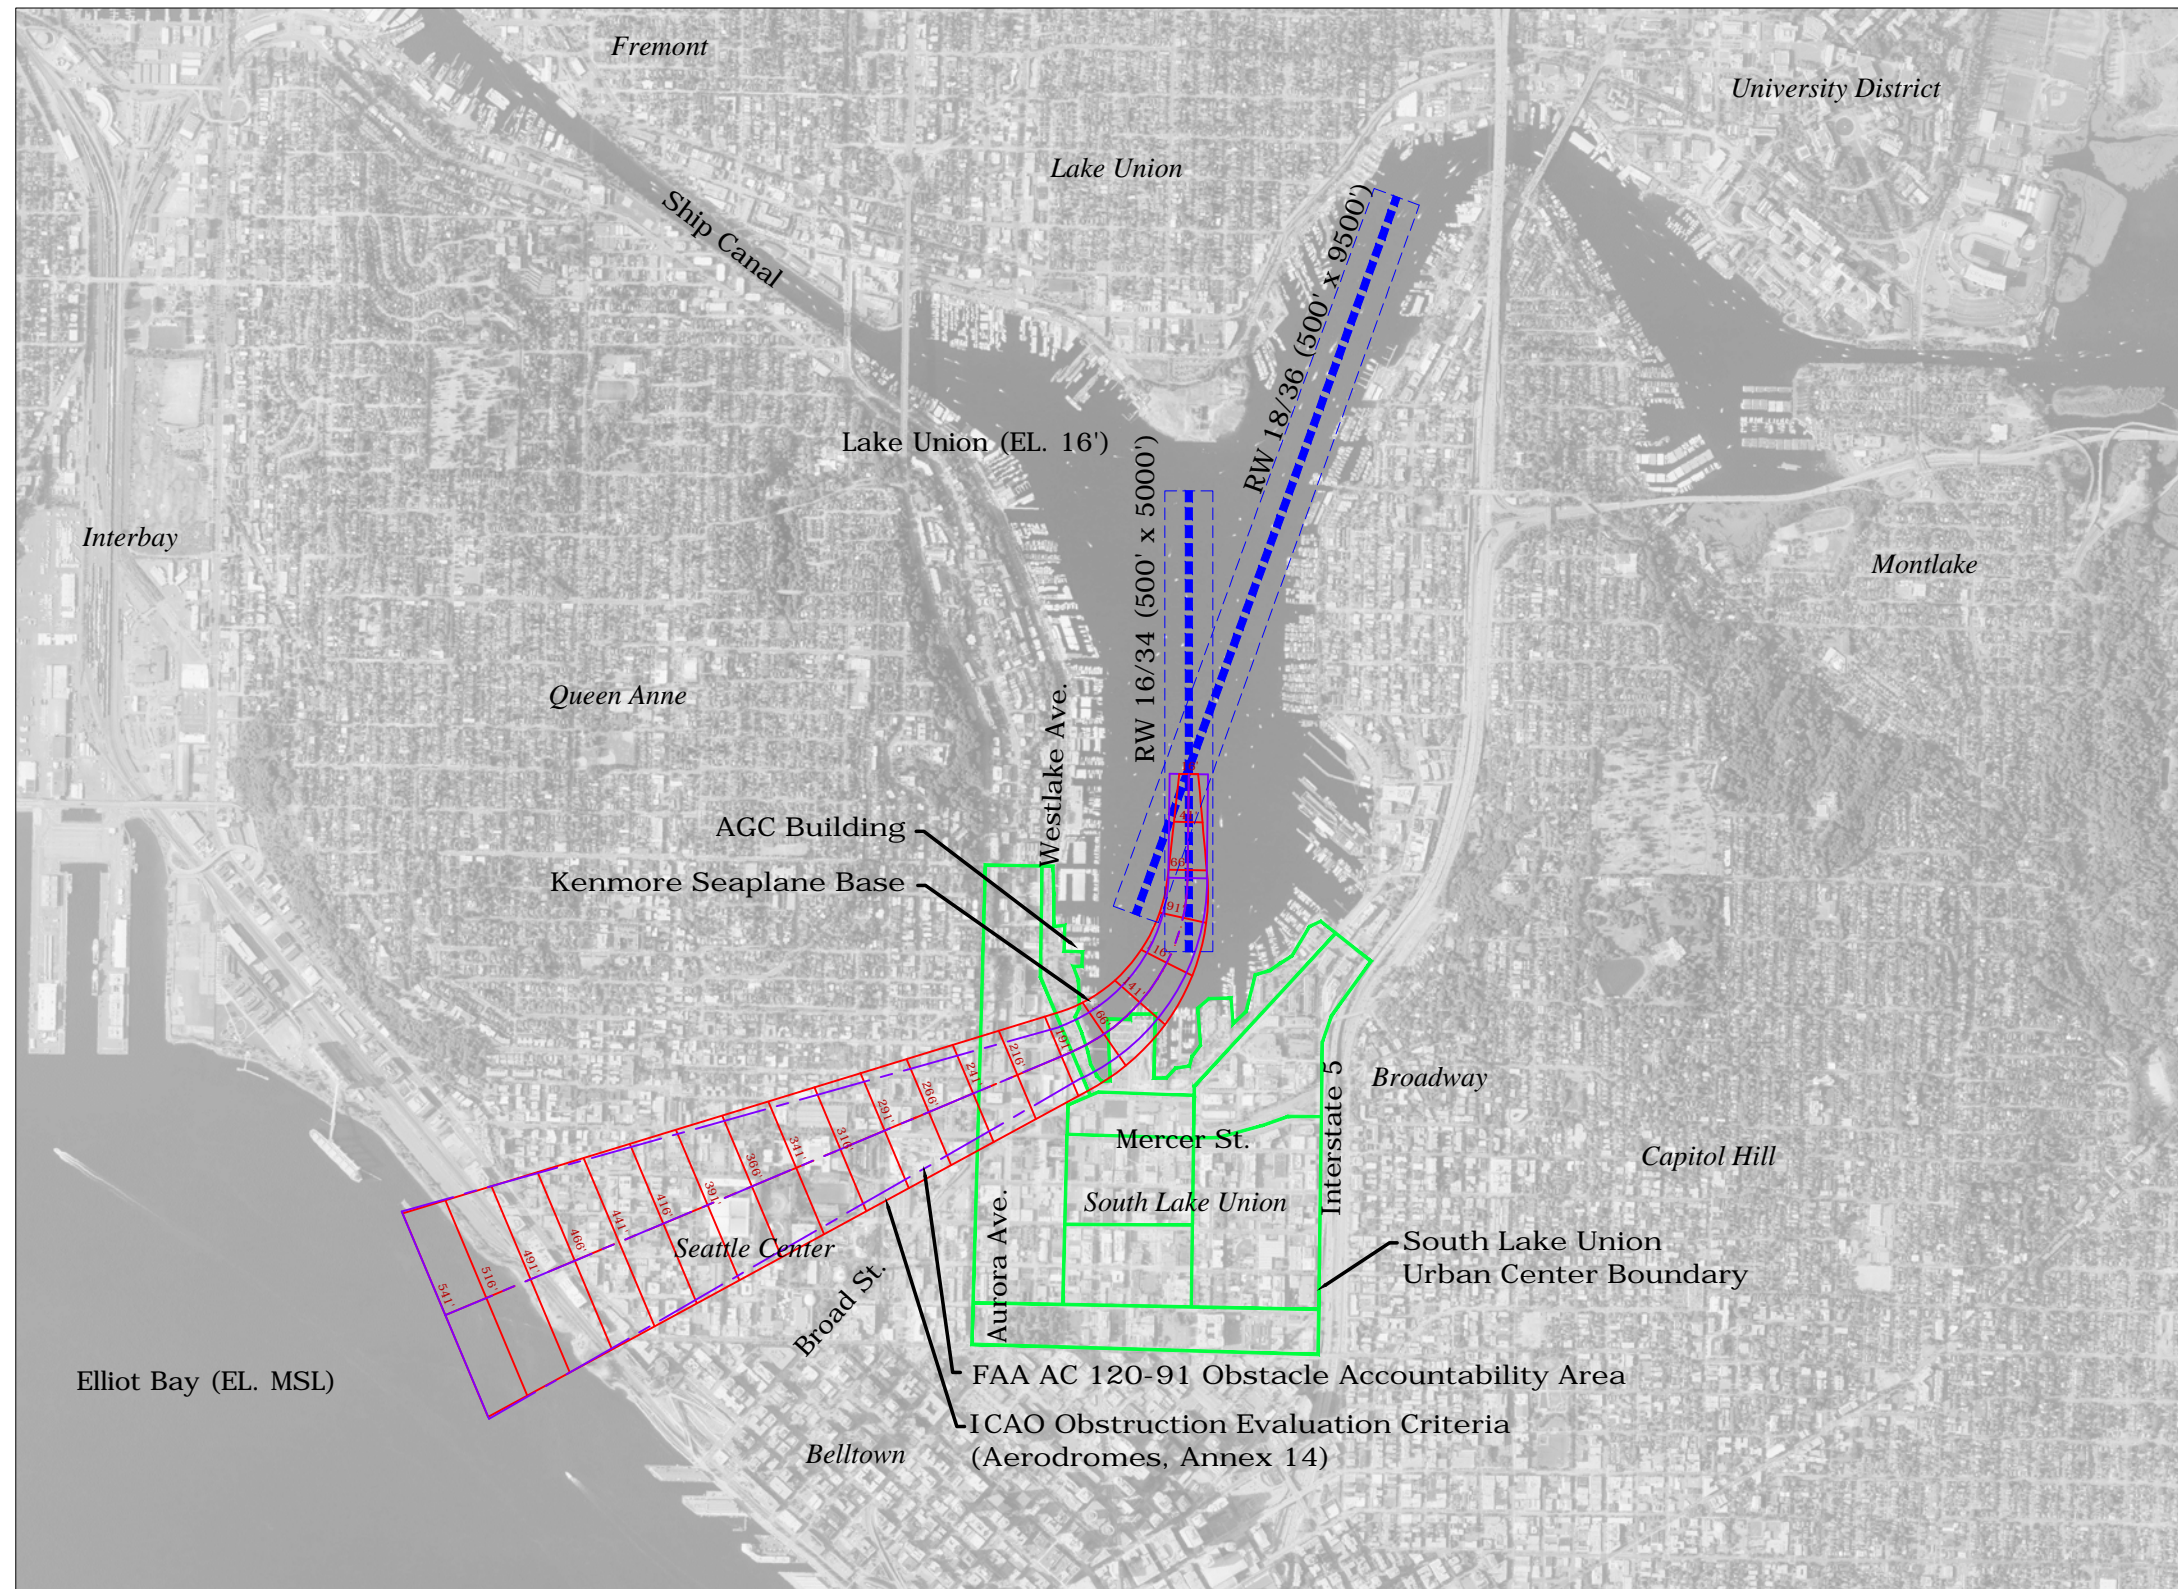 Fremont
University District
Lake Union
Ship Canal
RW 18/36 (500' x 9500')
Lake Union (EL. 16')
RW 16/34 (500' x 5000')
Interbay
Montlake
Queen Anne
Westlake Ave.
AGC Building
Kenmore Seaplane Base
66'
91'
191'
216'
241'
266'
291'
316'
341'
366'
391'
416'
441'
466'
491'
516'
541'
Broadway
Interstate 5
Mercer St.
Capitol Hill
South Lake Union
Aurora Ave.
Seattle Center
Broad St.
South Lake Union
Urban Center Boundary
FAA AC 120-91 Obstacle Accountability Area
Elliot Bay (EL. MSL)
ICAO Obstruction Evaluation Criteria
(Aerodromes, Annex 14)
Belltown